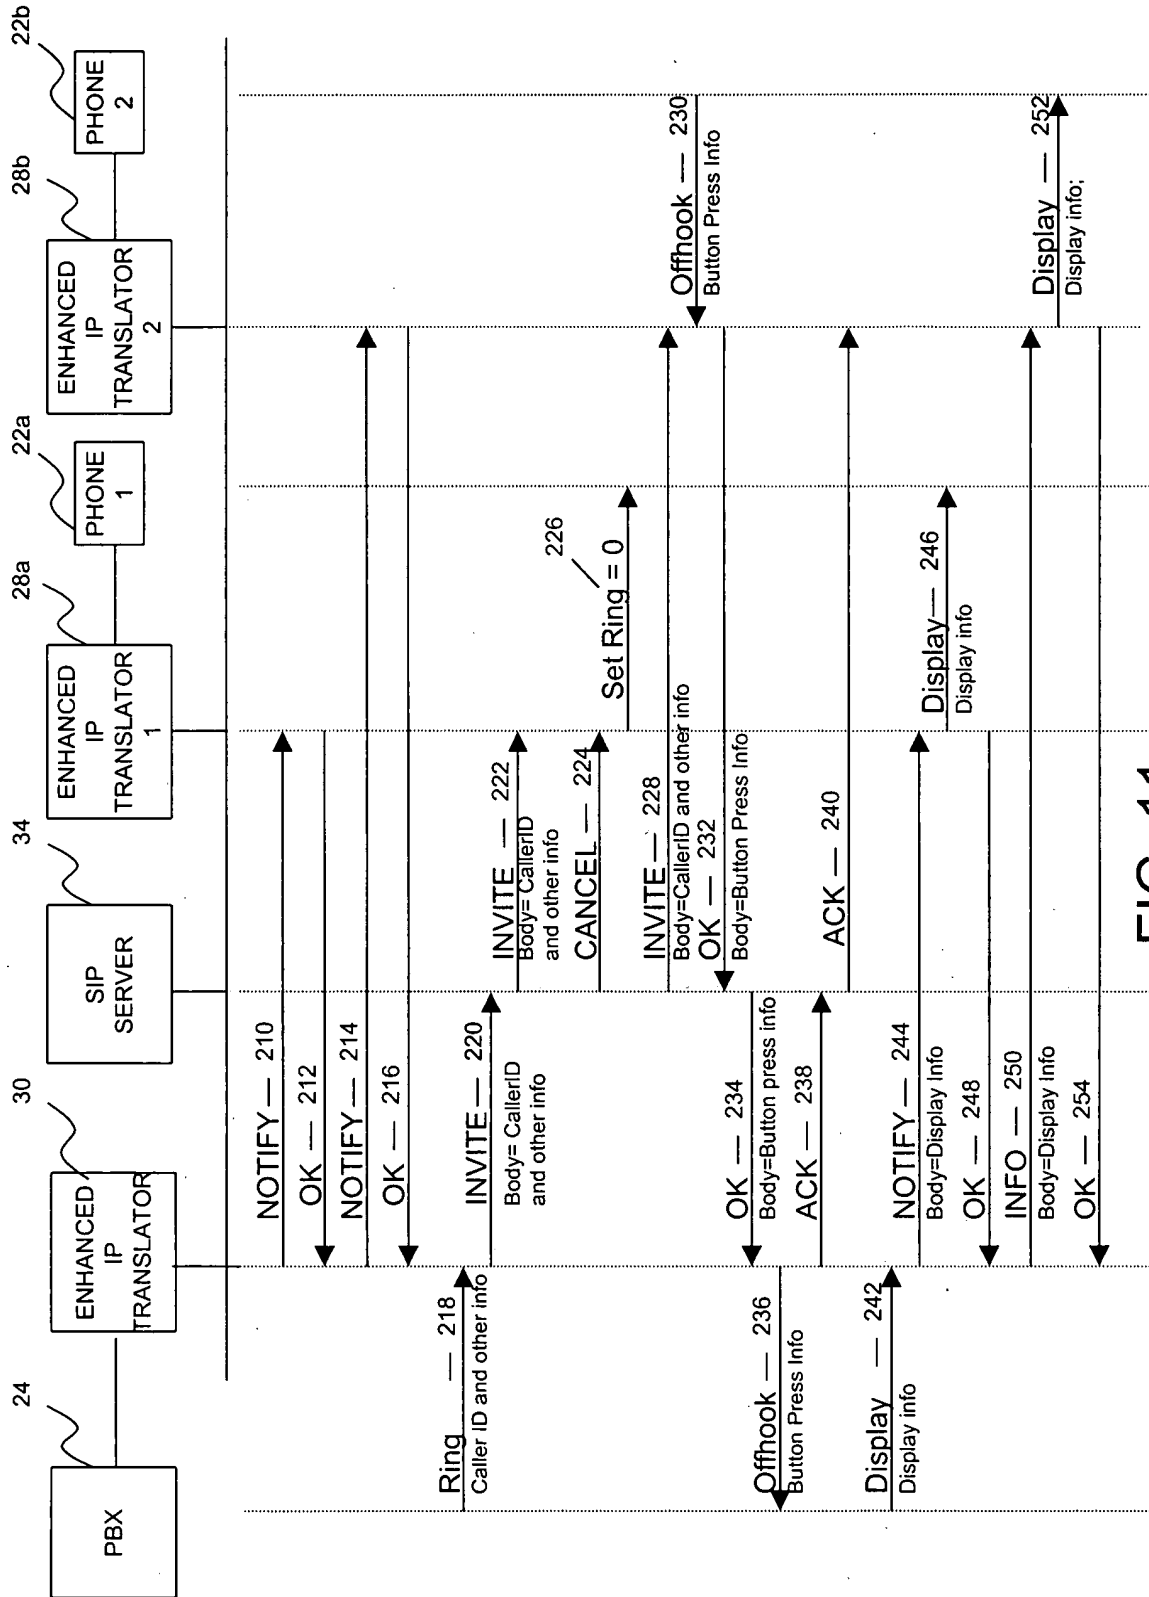 24
30
34
28a
22a
28b
22b
PBX
ENHANCED
IP
TRANSLATOR
SIP
SERVER
ENHANCED
IP
TRANSLATOR
1
PHONE
1
ENHANCED
IP
TRANSLATOR
2
PHONE
2
NOTIFY — 210
OK — 212
NOTIFY — 214
OK — 216
Ring — 218
Caller ID and other info
INVITE — 220
Body= CallerID
and other info
INVITE — 222
Body= CallerID
and other info
CANCEL — 224
226
Set Ring = 0
INVITE — 228
Body=CallerID and other info
Offhook — 230
Button Press Info
OK — 232
Body=Button Press Info
OK — 234
Body=Button press info
Offhook — 236
Button Press Info
ACK — 238
ACK — 240
Display — 242
Display info
NOTIFY — 244
Body=Display Info
Display — 246
Display info
OK — 248
INFO — 250
Body=Display Info
Display — 252
Display info;
OK — 254
FIG. 11